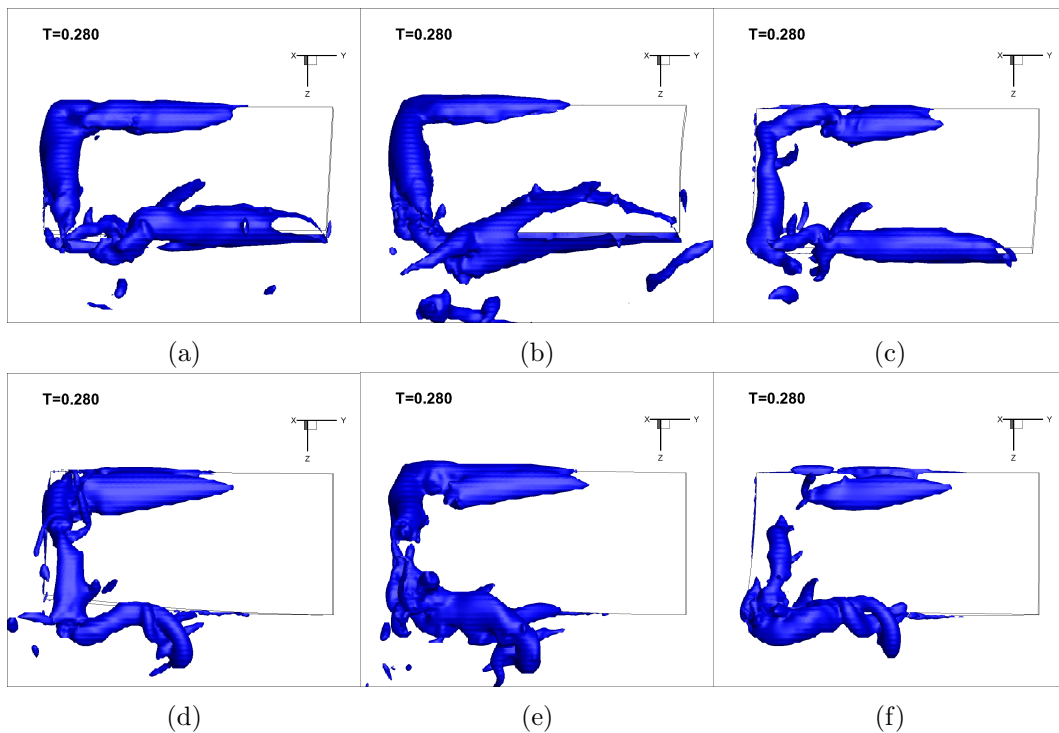 T=0.280 T=0.280 T=0.280
X Y X Y X Y
Z Z Z
(a) (b) (c)
T=0.280 T=0.280 T=0.280
X Y X Y X Y
Z Z Z
(d) (e) (f)